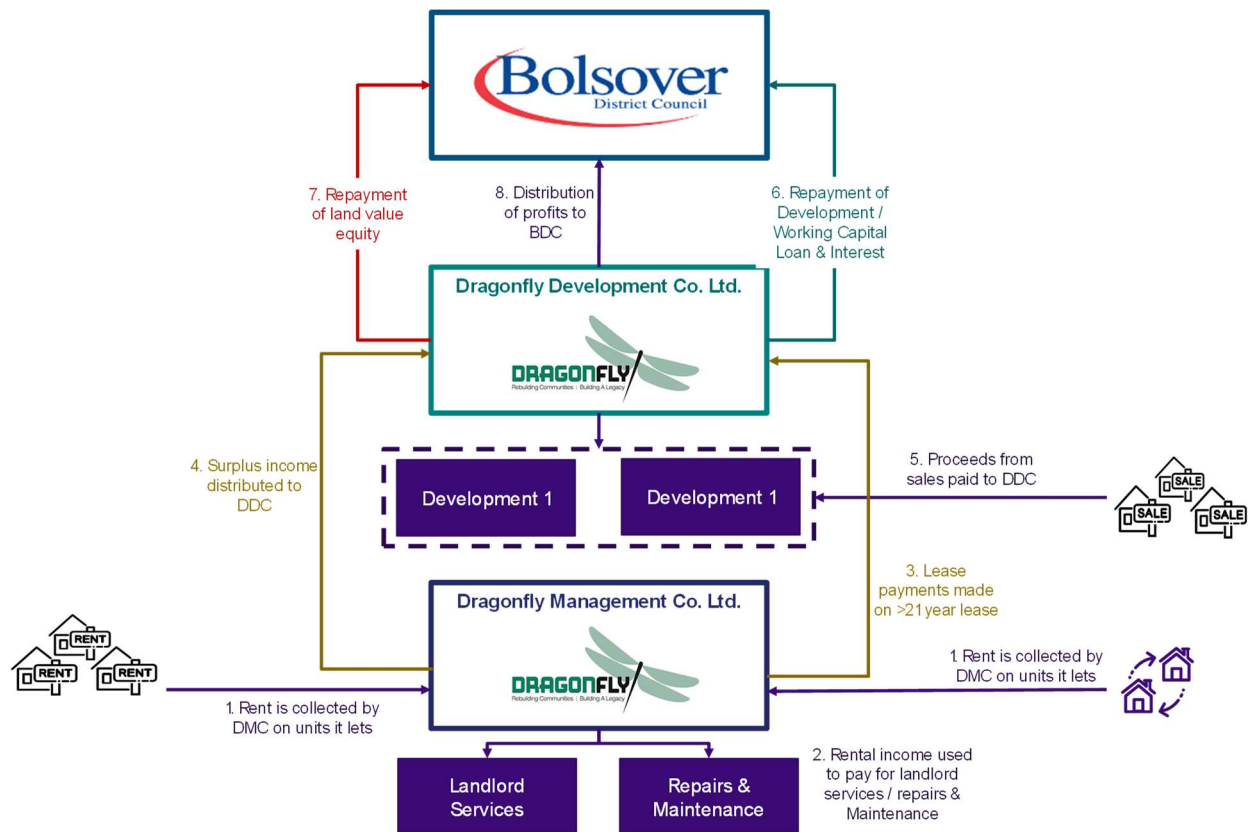 Bolsover
District Council
7. Repayment
of land value
equity
8. Distribution
of profits to
BDC
6. Repayment of
Development /
Working Capital
Loan & Interest
Dragonfly Development Co. Ltd.
DRAGONFLY
Rebuilding Communities | Building A Legacy
4. Surplus income
distributed to
DDC
Development 1
Development 1
5. Proceeds from
sales paid to DDC
SALE
SALE
SALE
3. Lease
payments made
on >21 year lease
Dragonfly Management Co. Ltd.
DRAGONFLY
Rebuilding Communities | Building A Legacy
RENT
RENT
RENT
1. Rent is collected by
DMC on units it lets
1. Rent is collected by
DMC on units it lets
Landlord
Services
Repairs &
Maintenance
2. Rental income used
to pay for landlord
services / repairs &
Maintenance